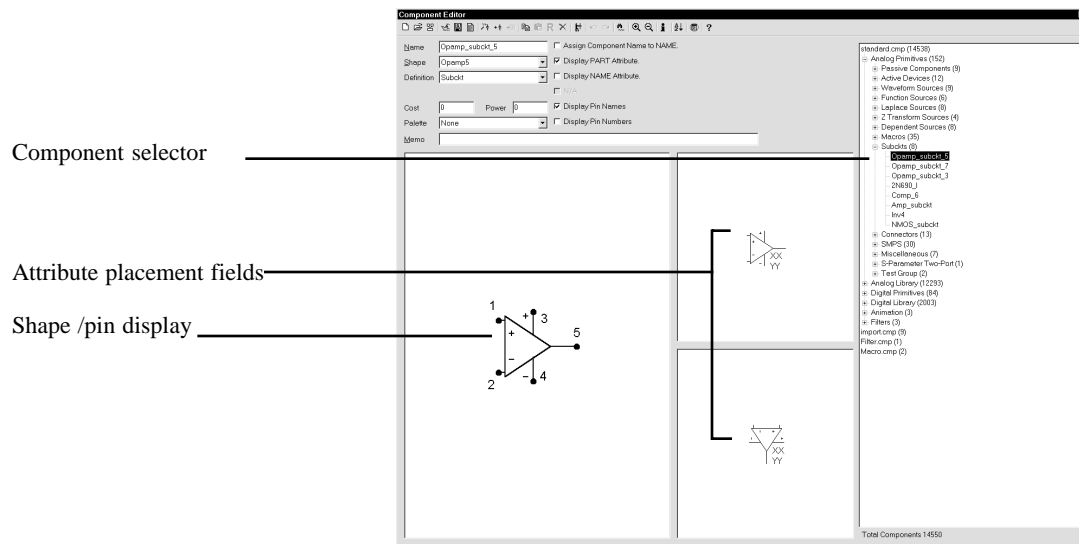 Component Editor
Name Opamp_subckt_5 Assign Component Name to NAME.
Shape Opamp5 Display PART Attribute.
Definition Subckt Display NAME Attribute.
N/A
Cost 0 Power 0 Display Pin Names
Palette None Display Pin Numbers
Memo
Component selector
Attribute placement fields
Shape /pin display
1
+
3
5
+
−
2
−
4
+
+
−
−
XX
YY
XX
YY
standard.cmp (14538)
Analog Primitives (152)
Passive Components (9)
Active Devices (12)
Waveform Sources (9)
Function Sources (6)
Laplace Sources (8)
Z Transform Sources (4)
Dependent Sources (8)
Macros (35)
Subckts (8)
Opamp_subckt_5
Opamp_subckt_7
Opamp_subckt_3
2N690_I
Comp_6
Amp_subckt
Inv4
NMOS_subckt
Connectors (13)
SMPS (30)
Miscellaneous (7)
S-Parameter Two-Port (1)
Test Group (2)
Analog Library (12293)
Digital Primitives (84)
Digital Library (2003)
Animation (3)
Filters (3)
import.cmp (9)
Filter.cmp (1)
Macro.cmp (2)
Total Components 14550